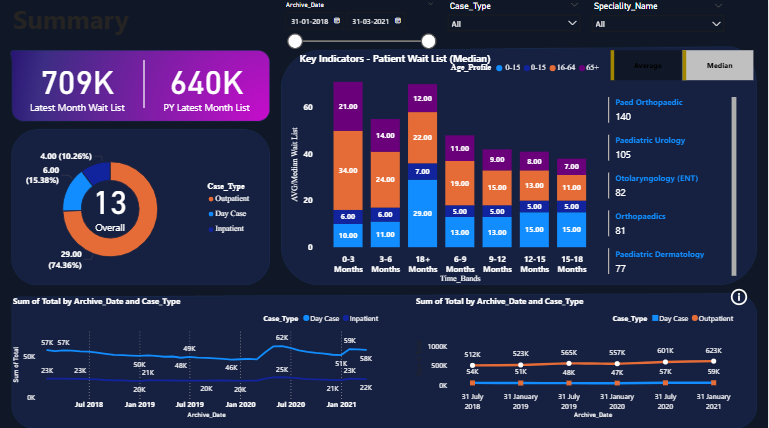 Summary
Archive_Date
31-01-2018
31-03-2021
Case_Type
All
Speciality_Name
All
709K
Latest Month Wait List
640K
PY Latest Month List
Key Indicators - Patient Wait List (Median)
Age_Profile 0-15 0-15 16-64 65+
Average
Median
AVG/Median Wait List
60
40
20
0
21.00
34.00
6.00
10.00
14.00
24.00
6.00
11.00
12.00
22.00
7.00
29.00
11.00
19.00
5.00
13.00
9.00
15.00
5.00
13.00
8.00
13.00
5.00
15.00
7.00
11.00
5.00
15.00
0-3 Months
3-6 Months
18+ Months
6-9 Months
9-12 Months
12-15 Months
15-18 Months
Time_Bands
Paed Orthopaedic
140
Paediatric Urology
105
Otolaryngology (ENT)
82
Orthopaedics
81
Paediatric Dermatology
77
4.00 (10.26%)
6.00
(15.38%)
13
Overall
29.00
(74.36%)
Case_Type
Outpatient
Day Case
Inpatient
Sum of Total by Archive_Date and Case_Type
Case_Type Day Case Inpatient
Sum of Total
50K
0K
57K 57K
23K 23K
50K
21K
20K
49K
48K
20K
46K
20K
62K
25K
59K
51K
23K
21K
58K
22K
Jul 2018 Jan 2019 Jul 2019 Jan 2020 Jul 2020 Jan 2021
Archive_Date
Sum of Total by Archive_Date and Case_Type
Case_Type Day Case Outpatient
1000K
500K
0K
512K 523K 565K 557K 601K 623K
54K 51K 48K 47K 57K 59K
31 July 2018
31 January 2019
31 July 2019
31 January 2020
31 July 2020
31 January 2021
Archive_Date